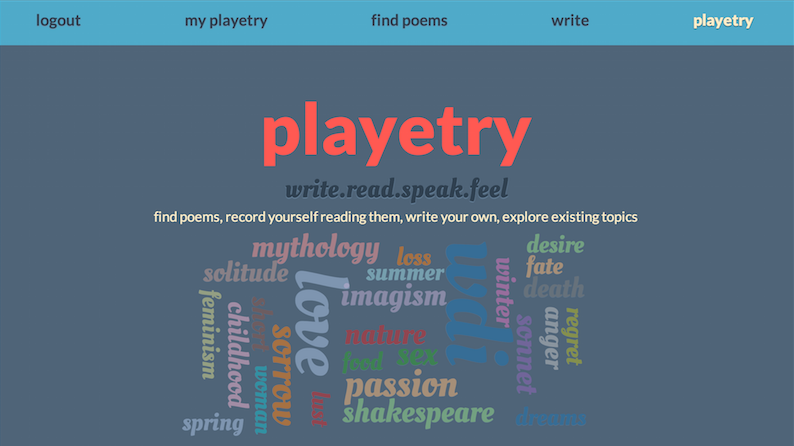 logout my playetry find poems write playetry
playetry
write.read.speak.feel
find poems, record yourself reading them, write your own, explore existing topics
mythology
loss
desire
solitude
summer
fate
death
imagism
love
wdi
winter
feminism
childhood
short
sorrow
nature
anger
regret
sonnet
food
sex
woman
lust
passion
shakespeare
spring
dreams